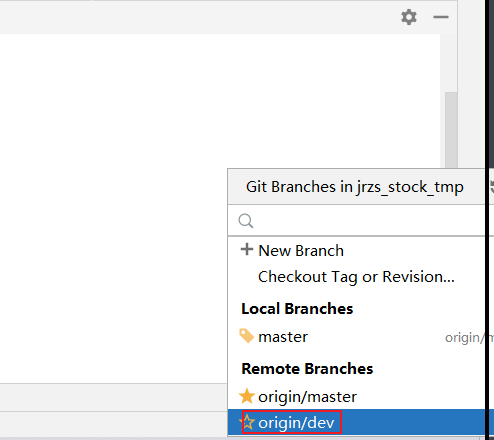 Git Branches in jrzs_stock_tmp
New Branch
Checkout Tag or Revision...
Local Branches
master origin/
Remote Branches
origin/master
origin/dev